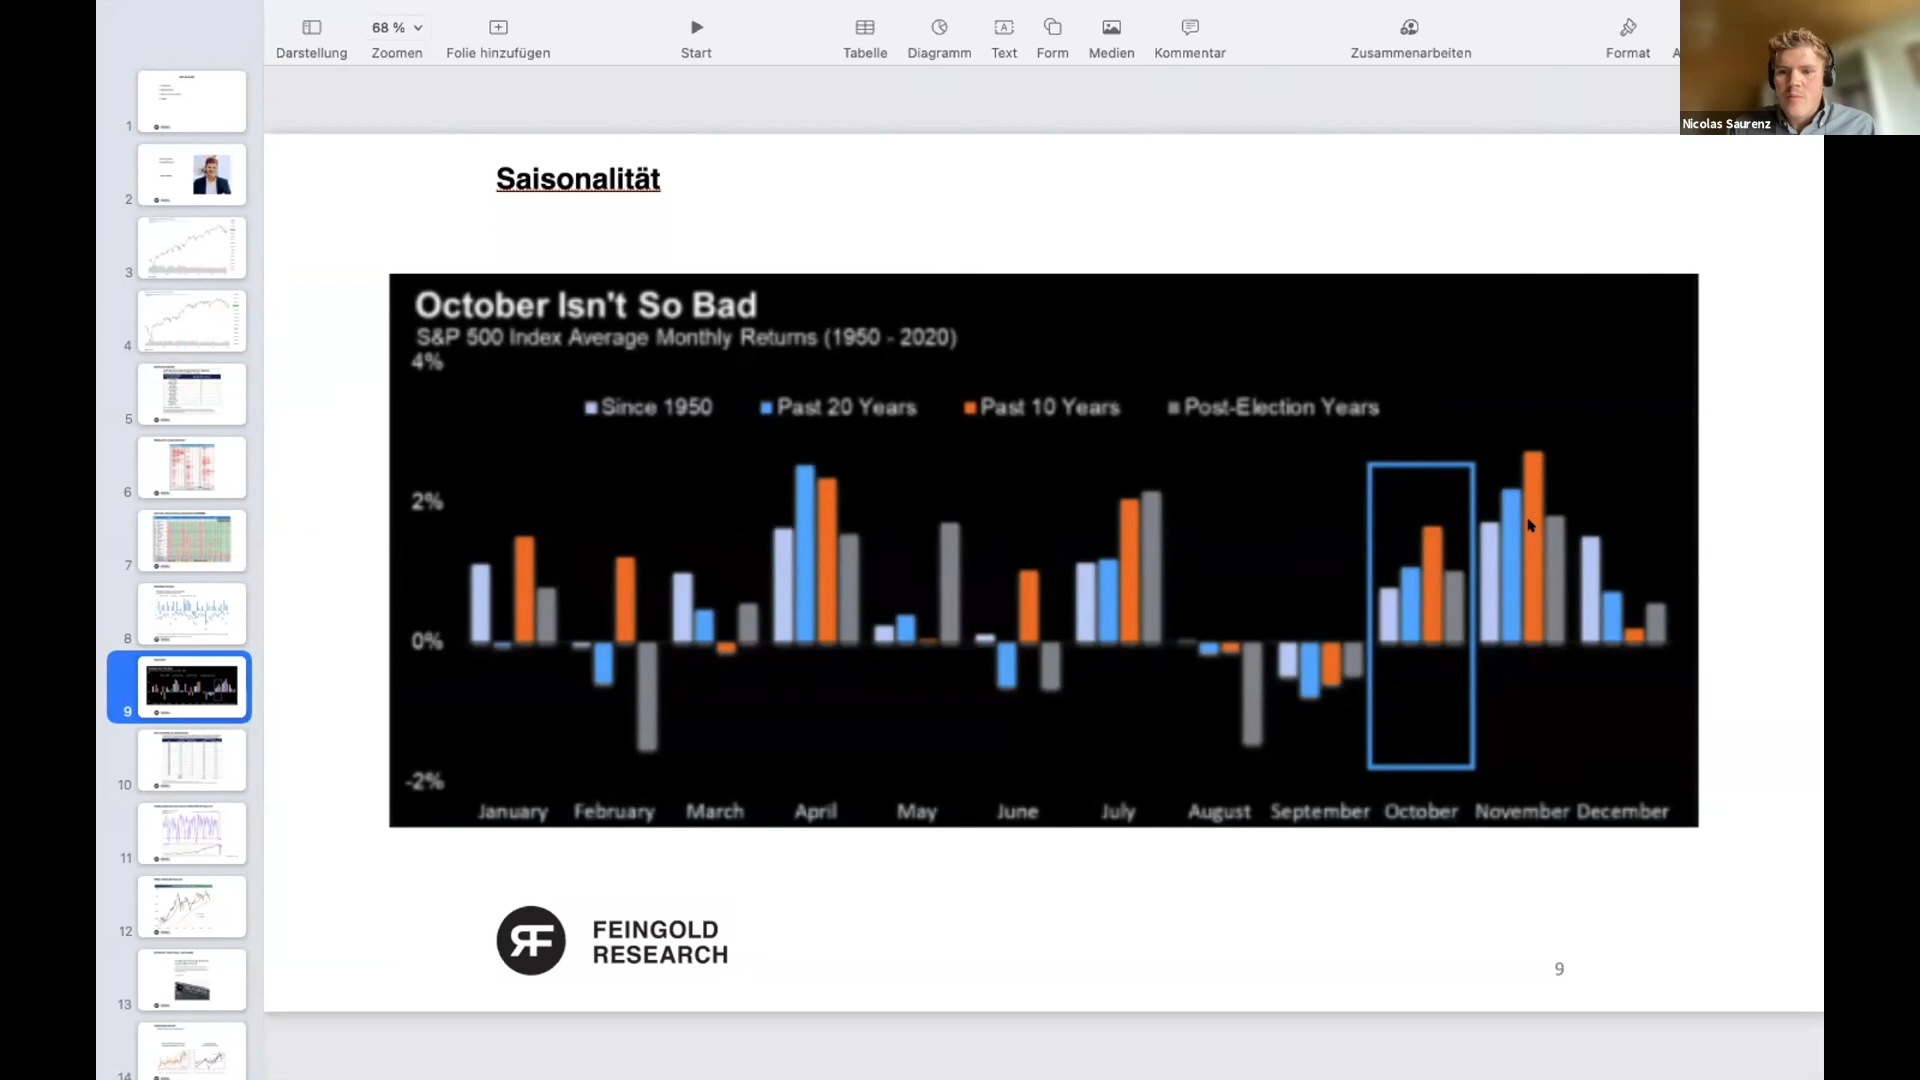 68 %
Darstellung
Zoomen
Folie hinzufügen
Start
Tabelle
Diagramm
Text
Form
Medien
Kommentar
Zusammenarbeiten
Format
Nicolas Saurenz
1
2
3
4
5
6
7
8
9
10
11
12
13
14
Saisonalität
October Isn't So Bad
S&P 500 Index Average Monthly Returns (1950 - 2020)
4%
Since 1950 Past 20 Years Past 10 Years Post-Election Years
2%
0%
-2%
January February March April May June July August September October November December
FEINGOLD
RESEARCH
9